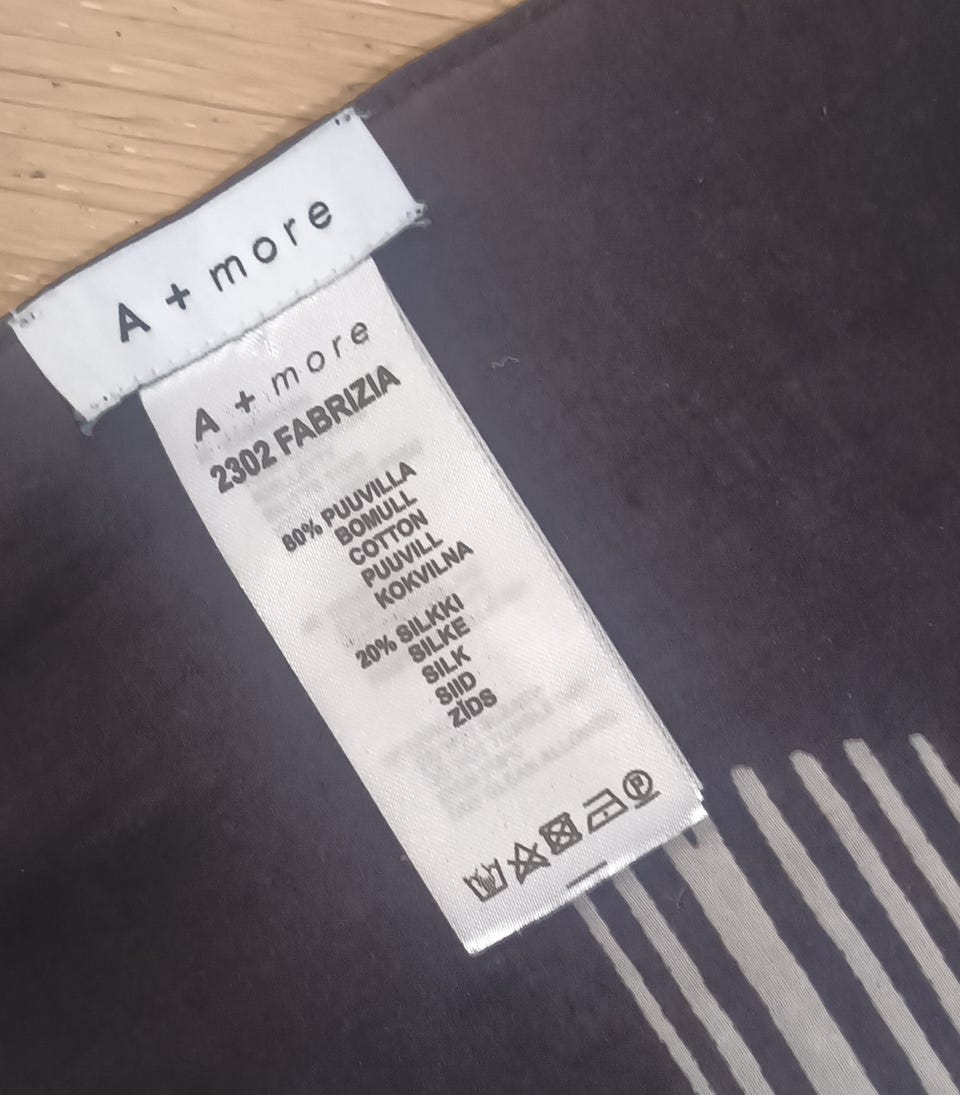 A + more
A + more
2302 FABRIZIA
80% PUUVILLA
BOMULL
COTTON
PUUVILL
KOKVILNA
20% SILKKI
SILKE
SILK
SIID
ZĪDS